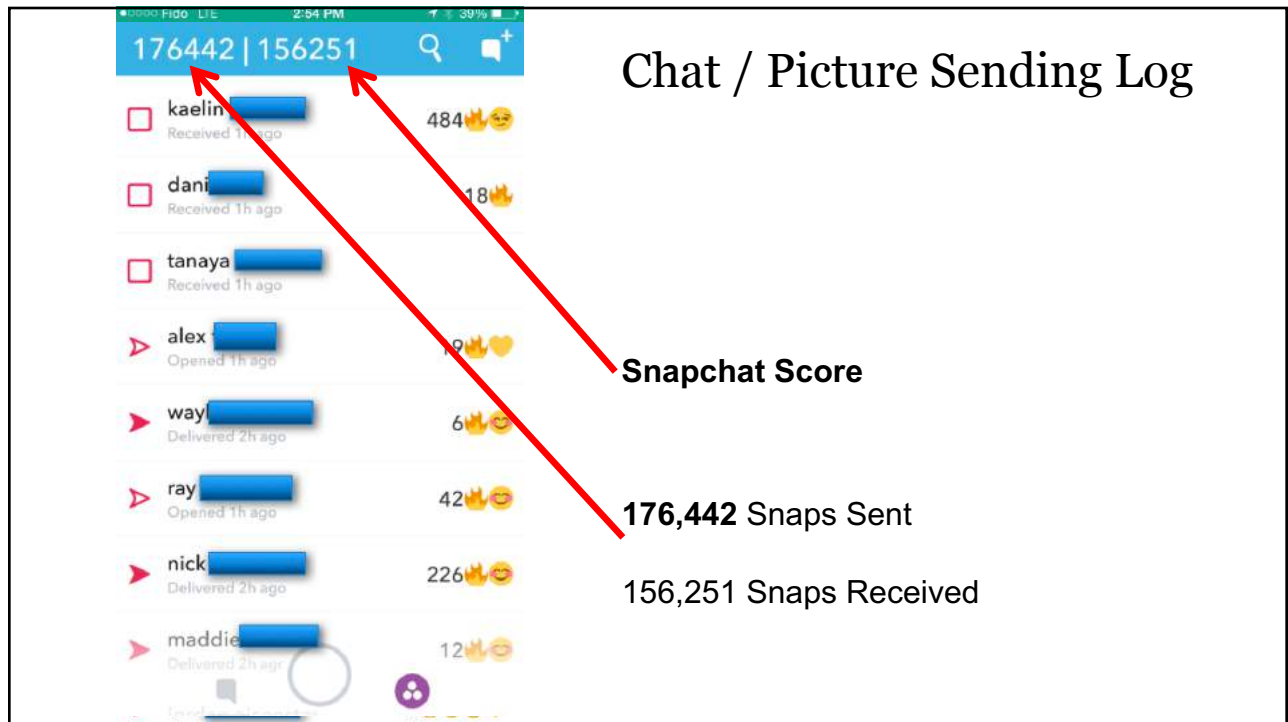 Fido LTE 2:54 PM 39%
176442 | 156251
Chat / Picture Sending Log
kaelin
Received 1h ago
484
dani
Received 1h ago
18
tanaya
Received 1h ago
alex
Opened 1h ago
19
wayl
Delivered 2h ago
6
ray
Opened 1h ago
42
nick
Delivered 2h ago
226
maddie
Delivered 2h ago
12
Snapchat Score
176,442 Snaps Sent
156,251 Snaps Received